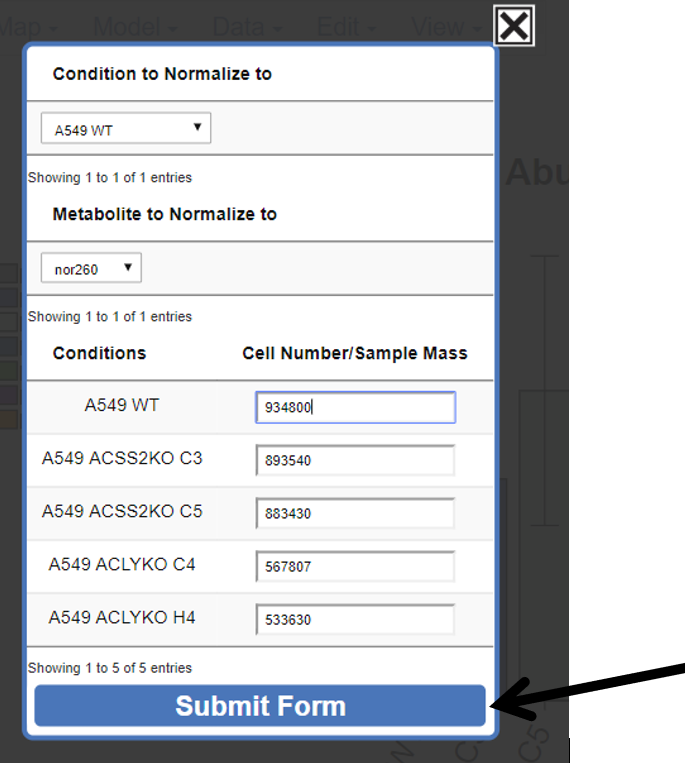 Map Model Data Edit View
Condition to Normalize to
A549 WT
Showing 1 to 1 of 1 entries
Abu
Metabolite to Normalize to
nor260
Showing 1 to 1 of 1 entries
Conditions Cell Number/Sample Mass
A549 WT 934800
A549 ACSS2KO C3 893540
A549 ACSS2KO C5 883430
A549 ACLYKO C4 567807
A549 ACLYKO H4 533630
Showing 1 to 5 of 5 entries
Submit Form
C5